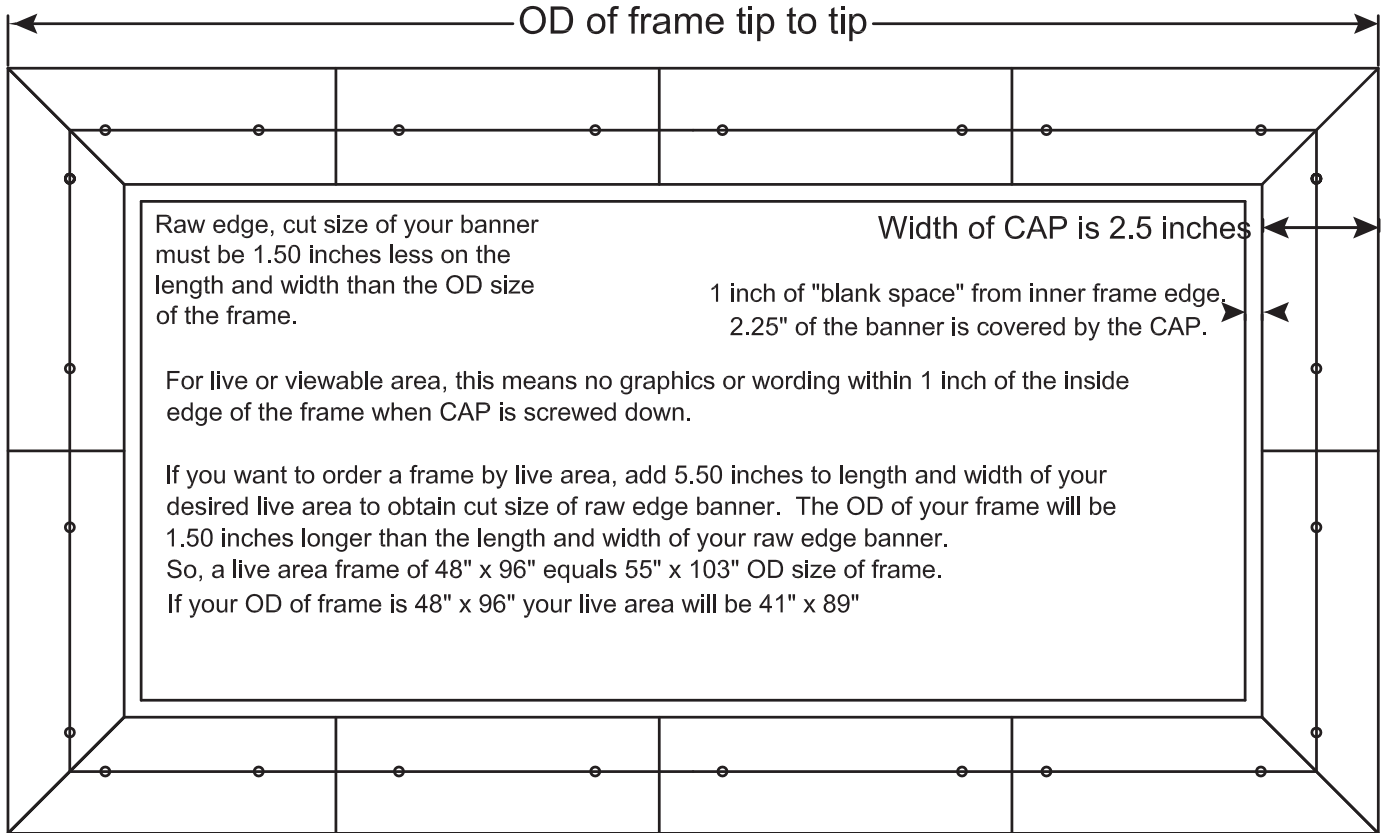 OD of frame tip to tip
Raw edge, cut size of your banner
must be 1.50 inches less on the
length and width than the OD size
of the frame.
Width of CAP is 2.5 inches
1 inch of "blank space" from inner frame edge.
2.25" of the banner is covered by the CAP.
For live or viewable area, this means no graphics or wording within 1 inch of the inside
edge of the frame when CAP is screwed down.
If you want to order a frame by live area, add 5.50 inches to length and width of your
desired live area to obtain cut size of raw edge banner.  The OD of your frame will be
1.50 inches longer than the length and width of your raw edge banner.
So, a live area frame of 48" x 96" equals 55" x 103" OD size of frame.
If your OD of frame is 48" x 96" your live area will be 41" x 89"